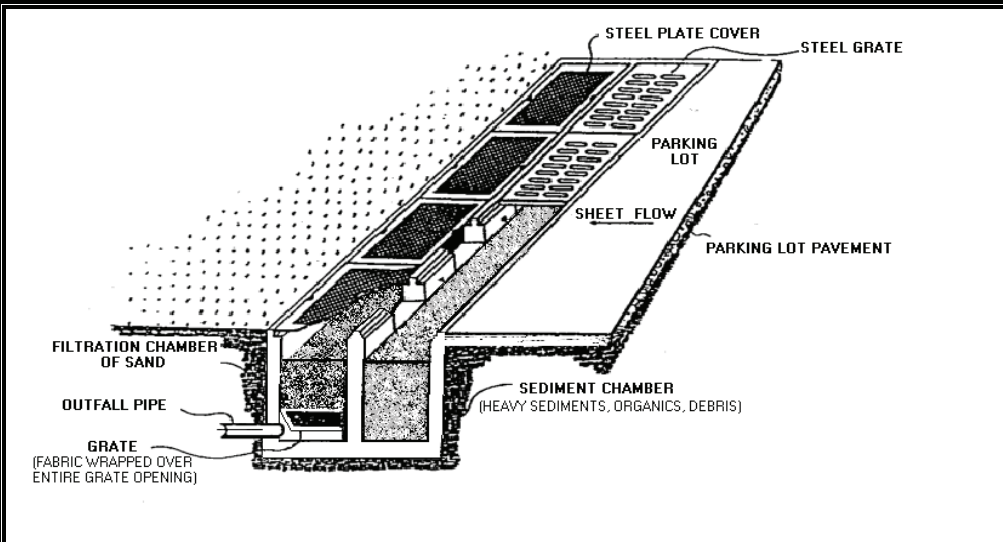 STEEL PLATE COVER
STEEL GRATE
PARKING
LOT
SHEET FLOW
PARKING LOT PAVEMENT
FILTRATION CHAMBER
OF SAND
SEDIMENT CHAMBER
(HEAVY SEDIMENTS, ORGANICS, DEBRIS)
OUTFALL PIPE
GRATE
(FABRIC WRAPPED OVER
ENTIRE GRATE OPENING)